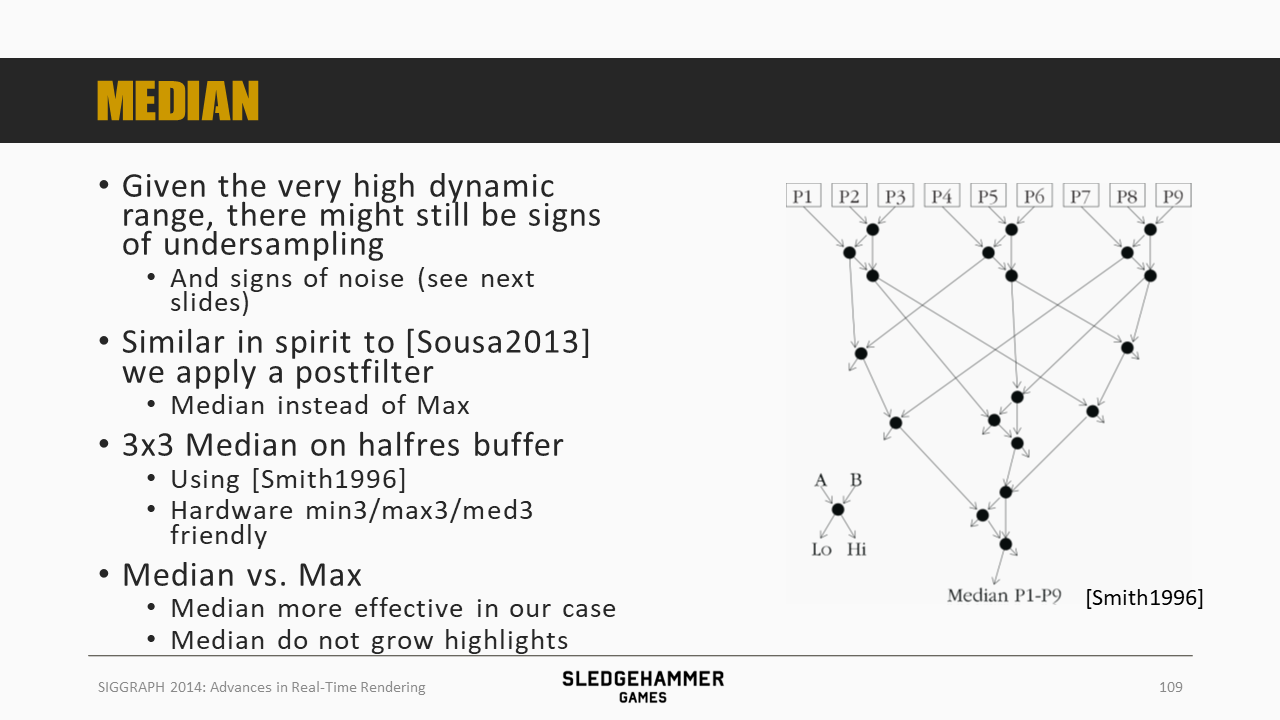 MEDIAN
• Given the very high dynamic
range, there might still be signs
of undersampling
• And signs of noise (see next
slides)
• Similar in spirit to [Sousa2013]
we apply a postfilter
• Median instead of Max
• 3x3 Median on halfres buffer
• Using [Smith1996]
• Hardware min3/max3/med3
friendly
• Median vs. Max
• Median more effective in our case
• Median do not grow highlights
P1 P2 P3 P4 P5 P6 P7 P8 P9
A B
Lo Hi
Median P1-P9
[Smith1996]
SIGGRAPH 2014: Advances in Real-Time Rendering
SLEDGEHAMMER
GAMES
109